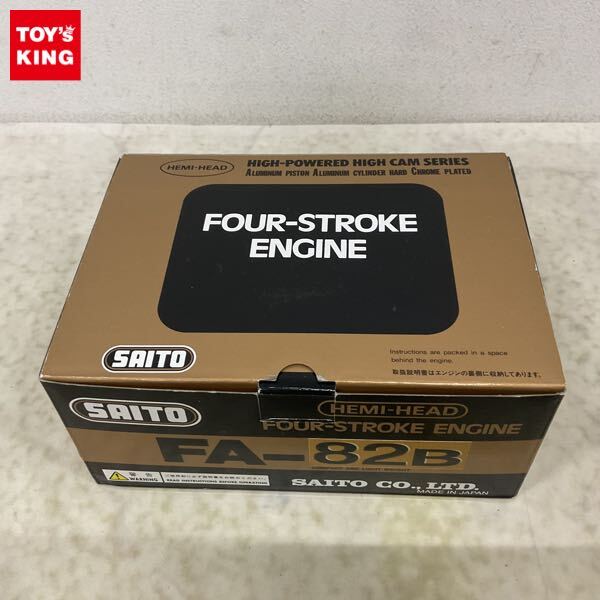 TOY's
KING
HEMI-HEAD
HIGH-POWERED HIGH CAM SERIES
ALUMINUM PISTON ALUMINUM CYLINDER HARD CHROME PLATED
FOUR-STROKE
ENGINE
Instructions are packed in a space
behind the engine.
取扱説明書はエンジンの裏側に収納してあります。
SAITO
SAITO
HEMI-HEAD
FOUR-STROKE ENGINE
FA-82B
警告
WARNING
READ INSTRUCTIONS BEFORE OPERATING
SAITO CO., LTD.
MADE IN JAPAN